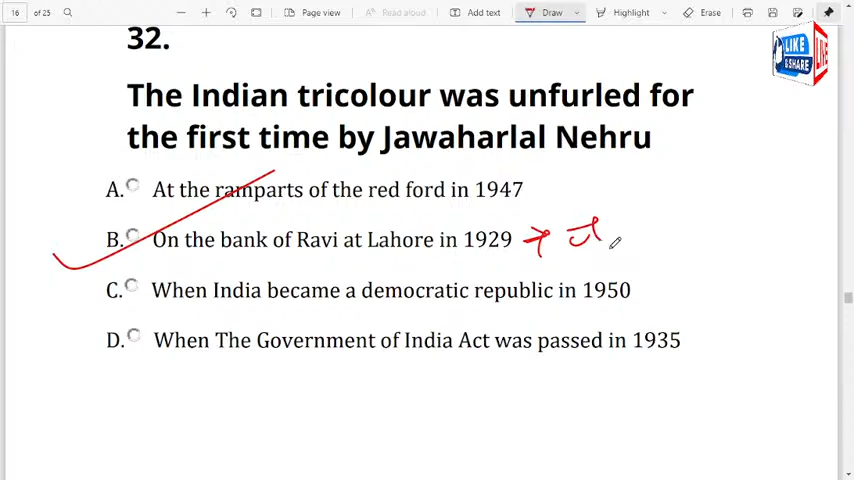 16 of 25 Page view Read aloud Add text Draw Highlight Erase
32.
LIKE & SHARE LIVE
The Indian tricolour was unfurled for
the first time by Jawaharlal Nehru
A. At the ramparts of the red ford in 1947
B. On the bank of Ravi at Lahore in 1929
C. When India became a democratic republic in 1950
D. When The Government of India Act was passed in 1935